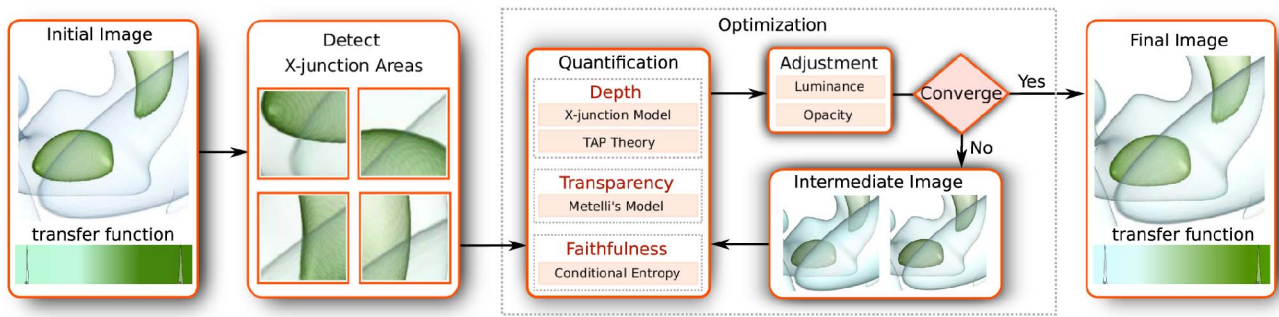 Initial Image
transfer function
Detect
X-junction Areas
Optimization
Quantification
Depth
X-junction Model
TAP Theory
Transparency
Metelli's Model
Faithfulness
Conditional Entropy
Adjustment
Luminance
Opacity
Converge
Yes
No
Intermediate Image
Final Image
transfer function